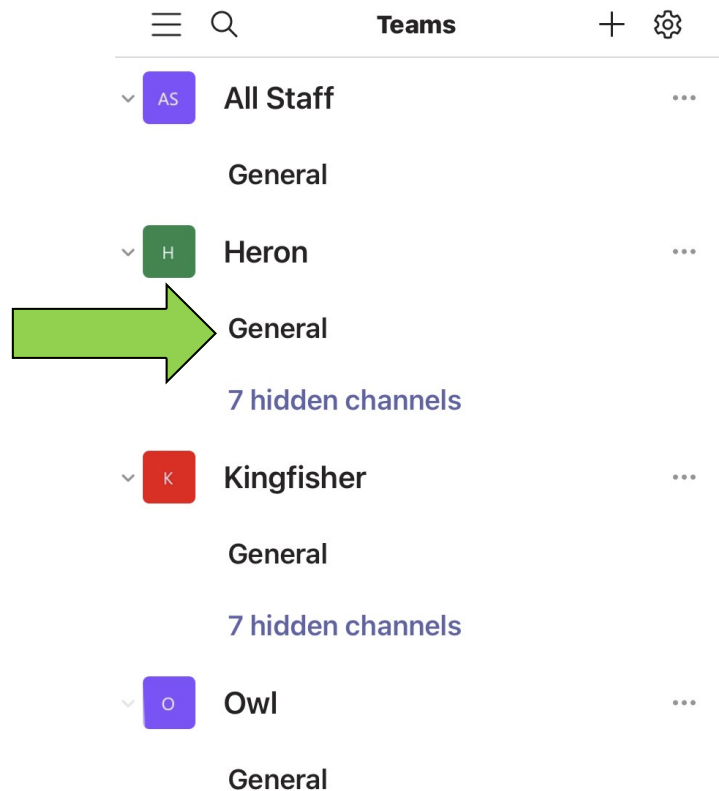 Teams
AS All Staff
General
H Heron
General
7 hidden channels
K Kingfisher
General
7 hidden channels
O Owl
General